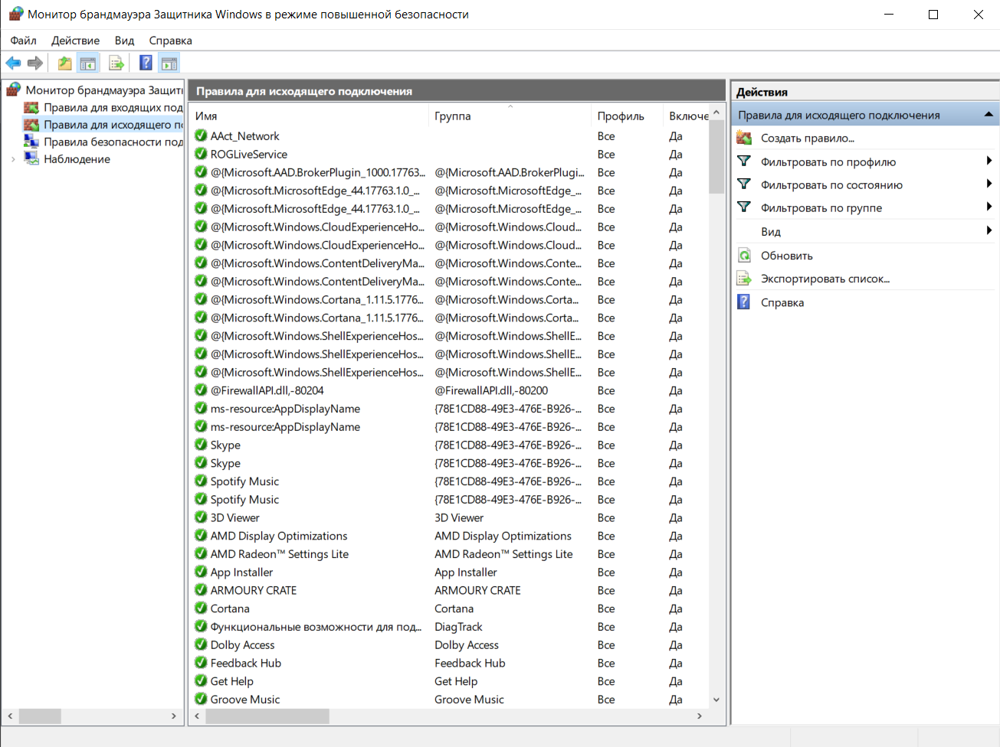 Монитор брандмауэра Защитника Windows в режиме повышенной безопасности
Файл Действие Вид Справка
Монитор брандмауэра Защити
Правила для входящих под
Правила для исходящего по
Правила безопасности под
Наблюдение
Правила для исходящего подключения
Имя Группа Профиль Включе
AAct_Network Все Да
ROGLiveService Все Да
@{Microsoft.AAD.BrokerPlugin_1000.17763... @{Microsoft.AAD.BrokerPlugi... Все Да
@{Microsoft.MicrosoftEdge_44.17763.1.0_... @{Microsoft.MicrosoftEdge_... Все Да
@{Microsoft.MicrosoftEdge_44.17763.1.0_... @{Microsoft.MicrosoftEdge_... Все Да
@{Microsoft.Windows.CloudExperienceHo... @{Microsoft.Windows.Cloud... Все Да
@{Microsoft.Windows.CloudExperienceHo... @{Microsoft.Windows.Cloud... Все Да
@{Microsoft.Windows.ContentDeliveryMa... @{Microsoft.Windows.Conte... Все Да
@{Microsoft.Windows.ContentDeliveryMa... @{Microsoft.Windows.Conte... Все Да
@{Microsoft.Windows.Cortana_1.11.5.1776... @{Microsoft.Windows.Corta... Все Да
@{Microsoft.Windows.Cortana_1.11.5.1776... @{Microsoft.Windows.Corta... Все Да
@{Microsoft.Windows.ShellExperienceHos... @{Microsoft.Windows.ShellE... Все Да
@{Microsoft.Windows.ShellExperienceHos... @{Microsoft.Windows.ShellE... Все Да
@{Microsoft.Windows.ShellExperienceHos... @{Microsoft.Windows.ShellE... Все Да
@FirewallAPI.dll,-80204 @FirewallAPI.dll,-80200 Все Да
ms-resource:AppDisplayName {78E1CD88-49E3-476E-B926-... Все Да
ms-resource:AppDisplayName {78E1CD88-49E3-476E-B926-... Все Да
Skype {78E1CD88-49E3-476E-B926-... Все Да
Skype {78E1CD88-49E3-476E-B926-... Все Да
Spotify Music {78E1CD88-49E3-476E-B926-... Все Да
Spotify Music {78E1CD88-49E3-476E-B926-... Все Да
3D Viewer 3D Viewer Все Да
AMD Display Optimizations AMD Display Optimizations Все Да
AMD Radeon™ Settings Lite AMD Radeon™ Settings Lite Все Да
App Installer App Installer Все Да
ARMOURY CRATE ARMOURY CRATE Все Да
Cortana Cortana Все Да
Функциональные возможности для под... DiagTrack Все Да
Dolby Access Dolby Access Все Да
Feedback Hub Feedback Hub Все Да
Get Help Get Help Все Да
Groove Music Groove Music Все Да
Действия
Правила для исходящего подключения
Создать правило...
Фильтровать по профилю
Фильтровать по состоянию
Фильтровать по группе
Вид
Обновить
Экспортировать список...
Справка